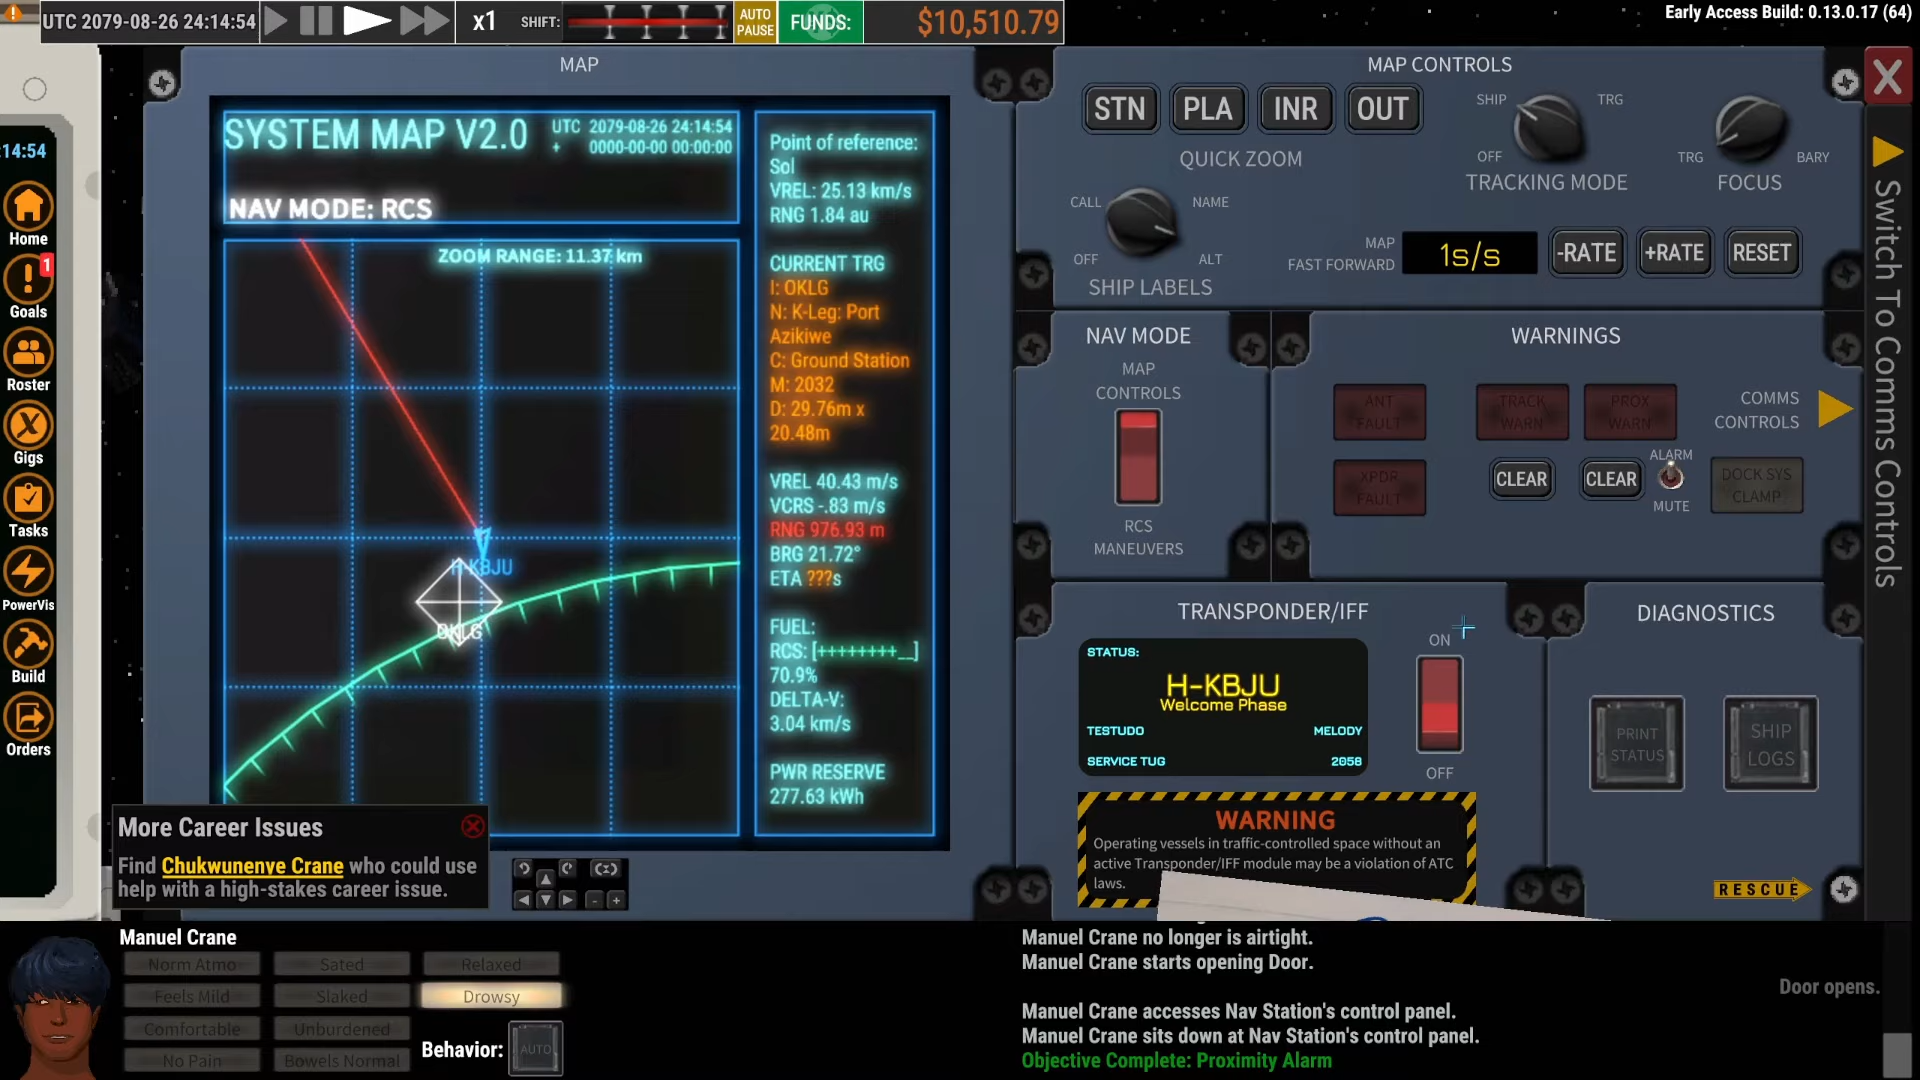 UTC 2079-08-26 24:14:54
x1
SHIFT:
AUTO PAUSE
FUNDS:
$10,510.79
Early Access Build: 0.13.0.17 (64)
:14:54
Home
1
Goals
Roster
Gigs
Tasks
PowerVis
Build
Orders
MAP
SYSTEM MAP V2.0
UTC 2079-08-26 24:14:54
+ 0000-00-00 00:00:00
NAV MODE: RCS
ZOOM RANGE: 11.37 km
H-KBJU
OKLG
Point of reference:
Sol
VREL: 25.13 km/s
RNG 1.84 au
CURRENT TRG
I: OKLG
N: K-Leg: Port
Azikiwe
C: Ground Station
M: 2032
D: 29.76m x
20.48m
VREL 40.43 m/s
VCRS -.83 m/s
RNG 976.93 m
BRG 21.72°
ETA ???s
FUEL:
RCS: [++++++++__]
70.9%
DELTA-V:
3.04 km/s
PWR RESERVE
277.63 kWh
MAP CONTROLS
STN
PLA
INR
OUT
QUICK ZOOM
SHIP
TRG
OFF
TRACKING MODE
TRG
BARY
FOCUS
CALL
NAME
OFF
ALT
SHIP LABELS
MAP
FAST FORWARD
1s/s
-RATE
+RATE
RESET
NAV MODE
MAP
CONTROLS
RCS
MANEUVERS
WARNINGS
ANT
FAULT
TRACK
WARN
PROX
WARN
COMMS
CONTROLS
XPDR
FAULT
CLEAR
CLEAR
ALARM
MUTE
DOCK SYS
CLAMP
TRANSPONDER/IFF
STATUS:
H-KBJU
Welcome Phase
TESTUDO
MELODY
SERVICE TUG
2058
ON
OFF
WARNING
Operating vessels in traffic-controlled space without an
active Transponder/IFF module may be a violation of ATC
laws.
DIAGNOSTICS
PRINT
STATUS
SHIP
LOGS
RESCUE
X
Switch To Comms Controls
More Career Issues
Find Chukwunenye Crane who could use
help with a high-stakes career issue.
Manuel Crane
Norm Atmo
Sated
Relaxed
Feels Mild
Slaked
Drowsy
Comfortable
Unburdened
No Pain
Bowels Normal
Behavior:
AUTO
Manuel Crane no longer is airtight.
Manuel Crane starts opening Door.
Door opens.
Manuel Crane accesses Nav Station's control panel.
Manuel Crane sits down at Nav Station's control panel.
Objective Complete: Proximity Alarm